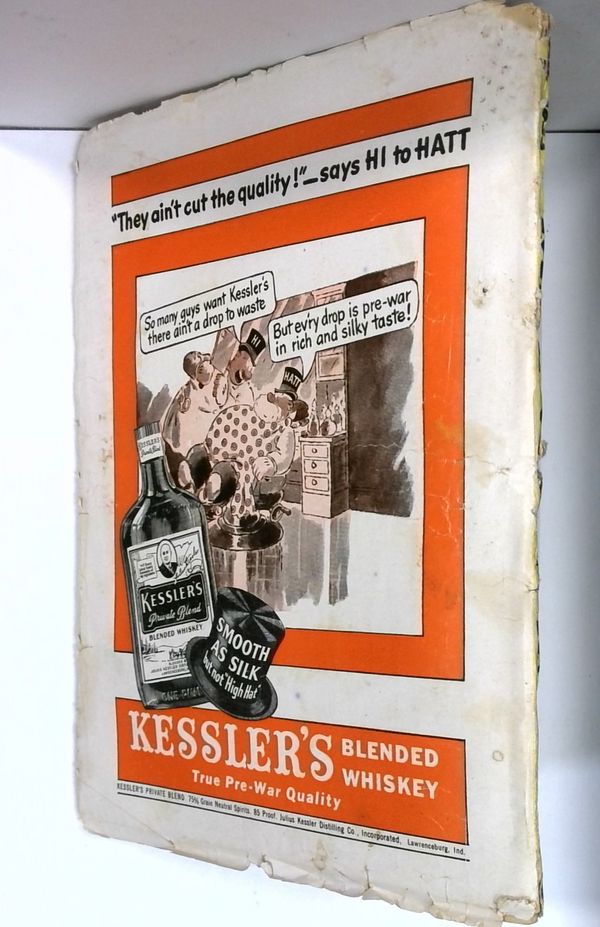 "They ain't cut the quality!"—says HI to HATT
So many guys want Kessler's
there ain't a drop to waste
But ev'ry drop is pre-war
in rich and silky taste!
HI
HATT
KESSLER'S
Private Blend
KESSLER'S
Private Blend
BLENDED WHISKEY
SMOOTH
AS SILK
but not "High Hat"
KESSLER'S BLENDED
WHISKEY
True Pre-War Quality
KESSLER'S PRIVATE BLEND 75% Grain Neutral Spirits. 85 Proof. Julius Kessler Distilling Co., Incorporated, Lawrenceburg, Ind.